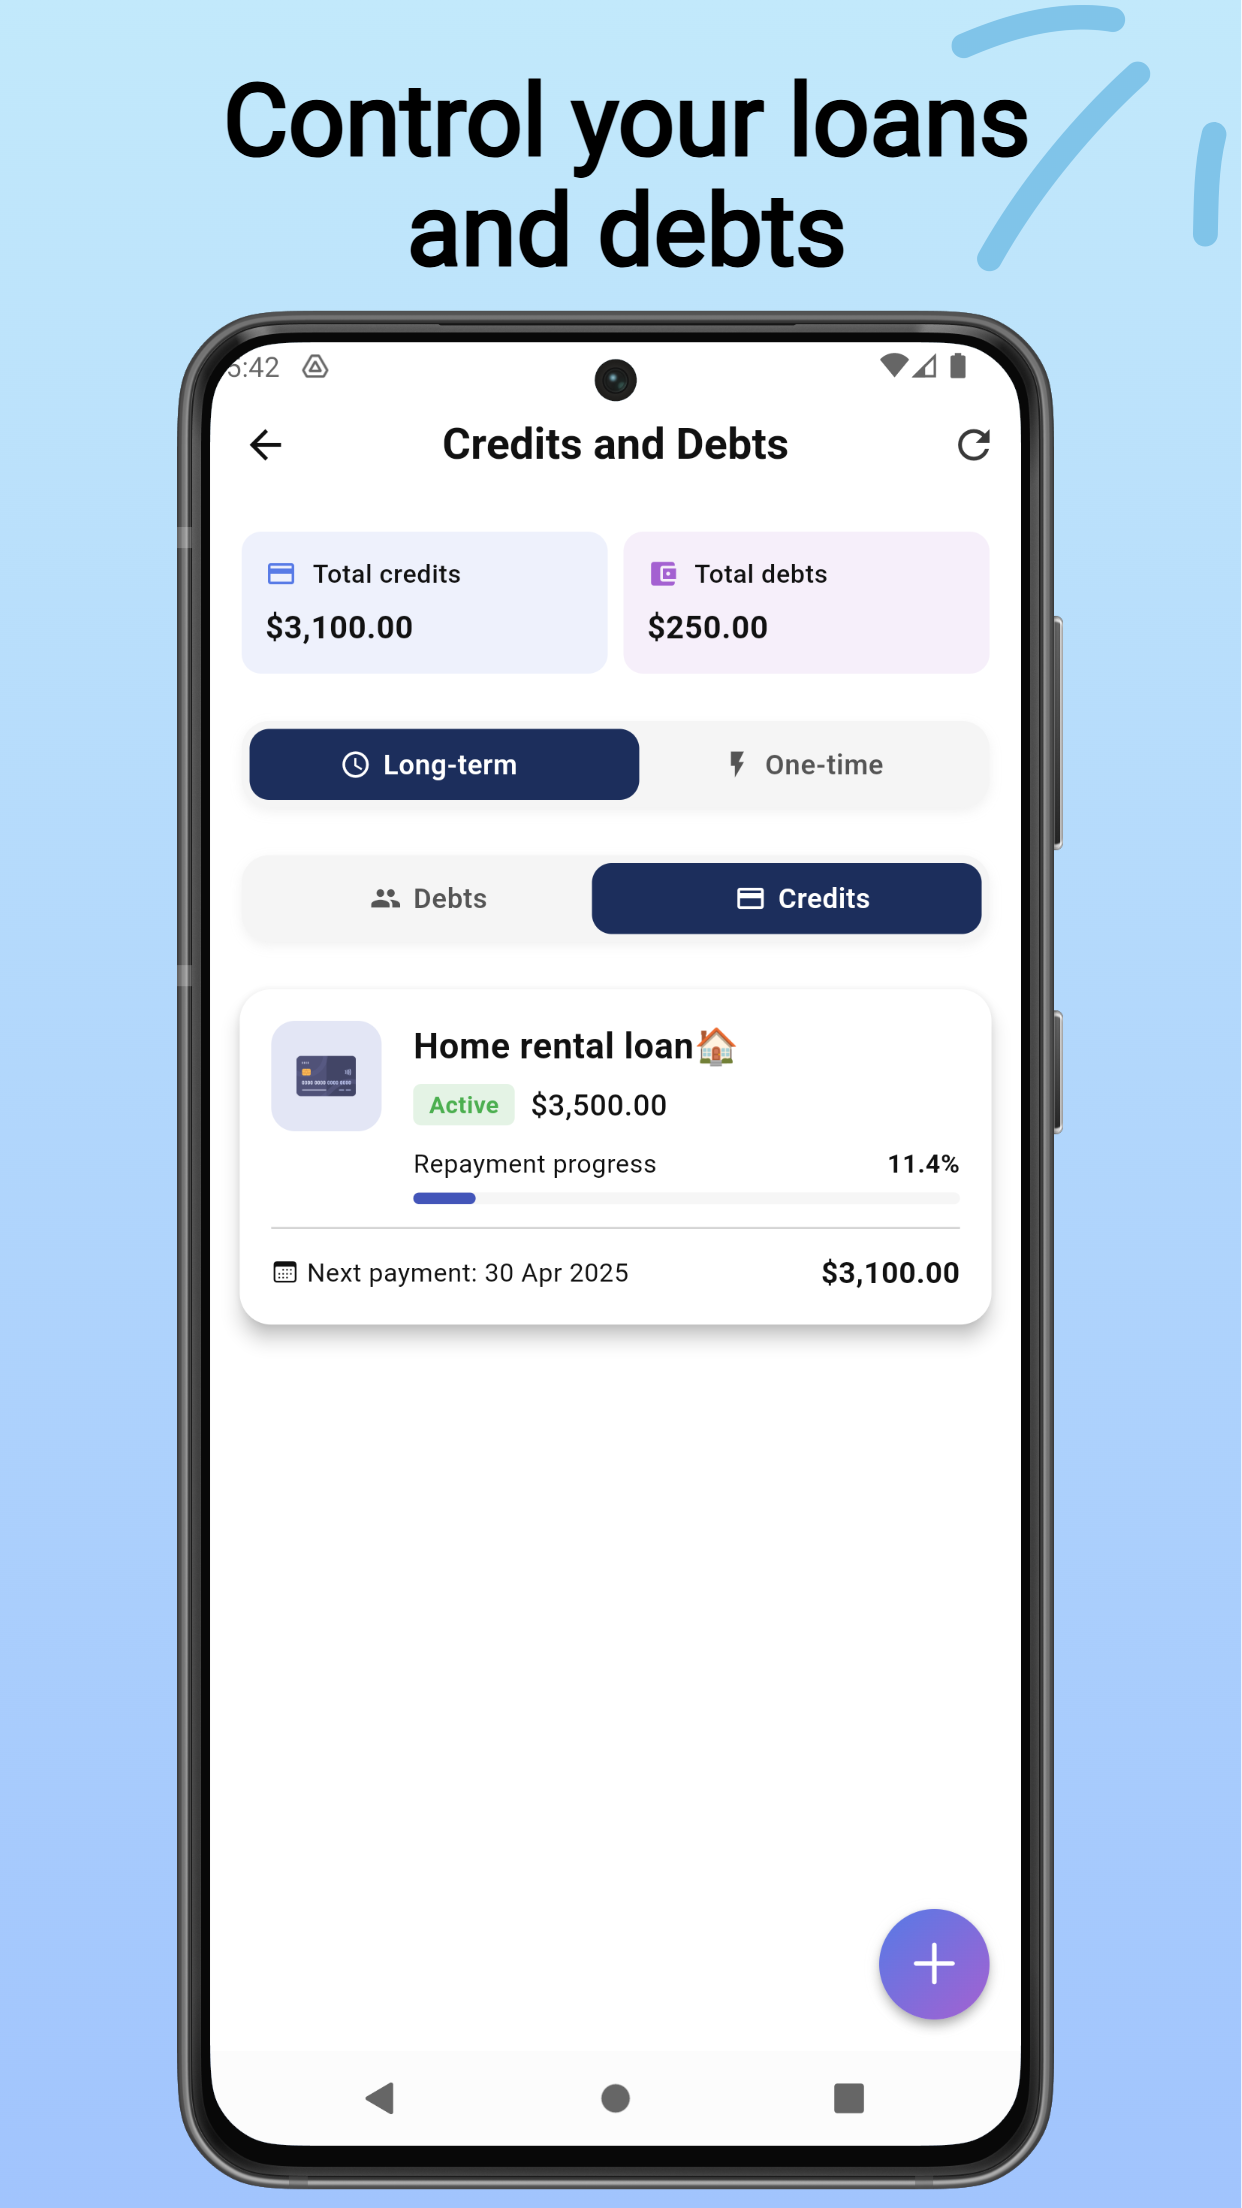 Control your loans
and debts
5:42
Credits and Debts
Total credits
$3,100.00
Total debts
$250.00
Long-term
One-time
Debts
Credits
Home rental loan🏠
Active $3,500.00
Repayment progress 11.4%
Next payment: 30 Apr 2025 $3,100.00